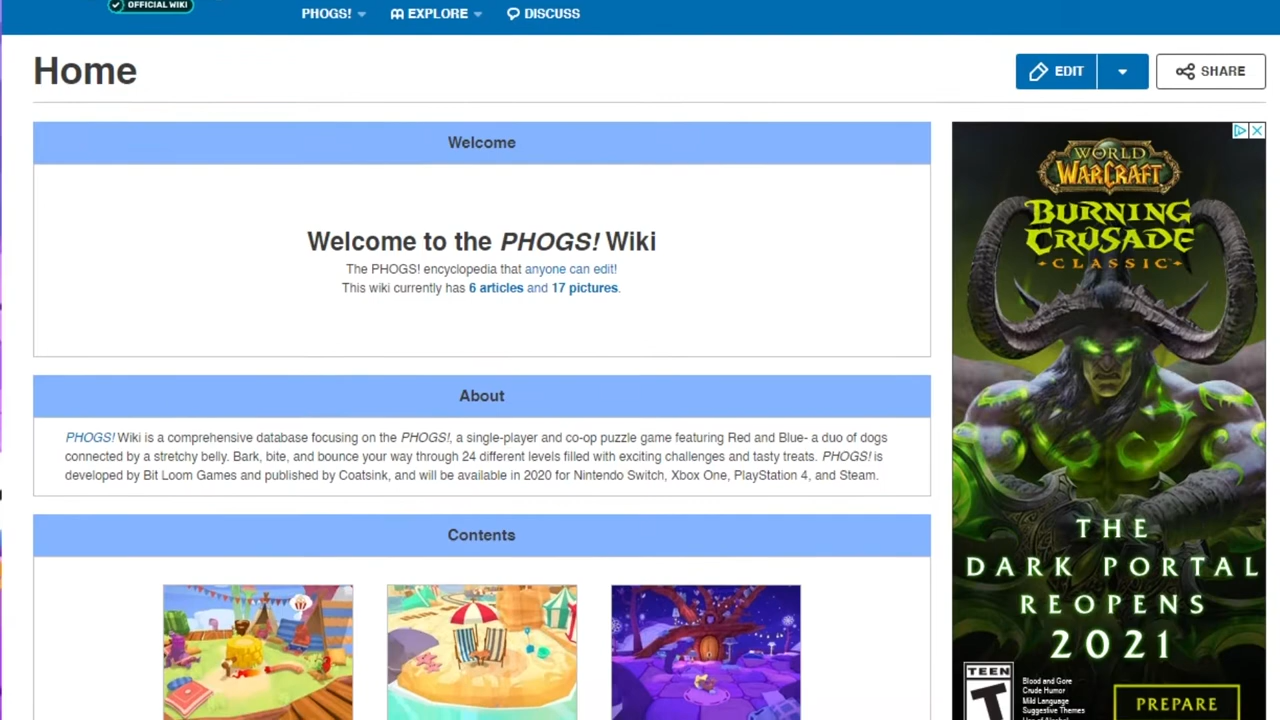 OFFICIAL WIKI
PHOGS!
EXPLORE
DISCUSS
Home
EDIT
SHARE
Welcome
Welcome to the PHOGS! Wiki
The PHOGS! encyclopedia that anyone can edit!
This wiki currently has 6 articles and 17 pictures.
About
PHOGS! Wiki is a comprehensive database focusing on the PHOGS!, a single-player and co-op puzzle game featuring Red and Blue- a duo of dogs
connected by a stretchy belly. Bark, bite, and bounce your way through 24 different levels filled with exciting challenges and tasty treats. PHOGS! is
developed by Bit Loom Games and published by Coatsink, and will be available in 2020 for Nintendo Switch, Xbox One, PlayStation 4, and Steam.
Contents
WORLD
WARCRAFT
BURNING
CRUSADE
CLASSIC
THE
DARK PORTAL
REOPENS
2021
TEEN
T
Blood and Gore
Crude Humor
Mild Language
Suggestive Themes
PREPARE